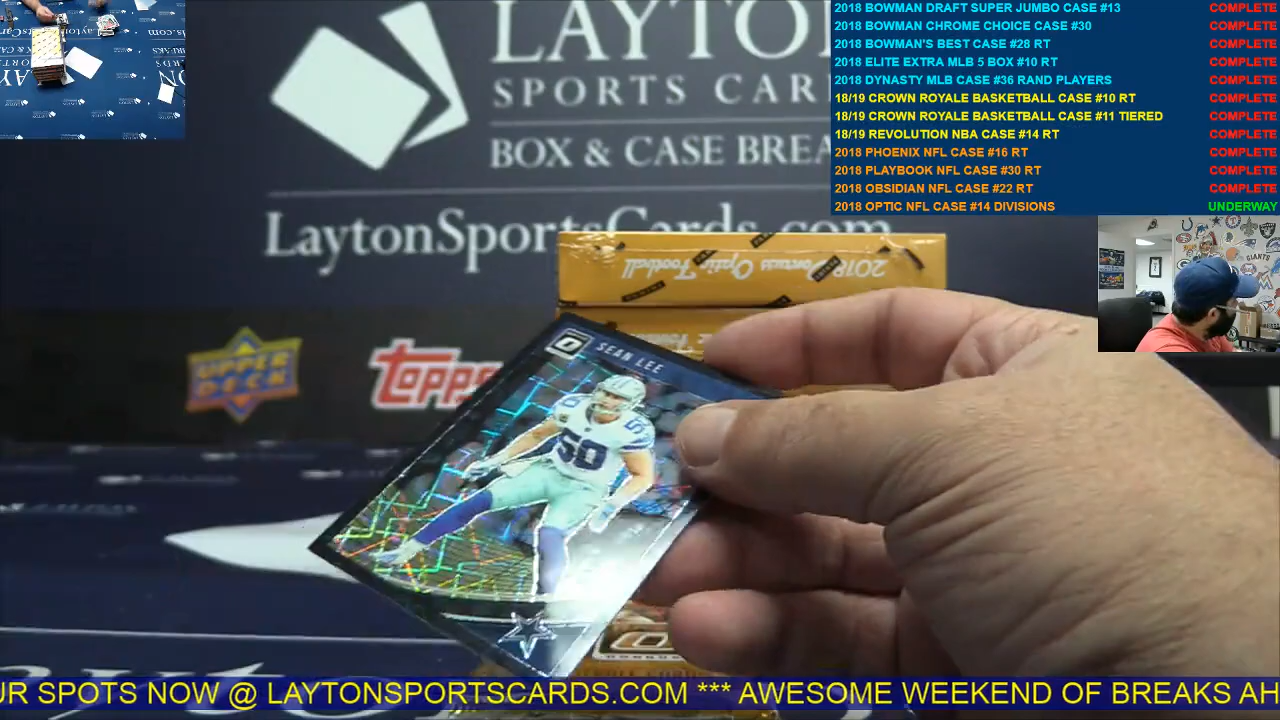 2018 BOWMAN DRAFT SUPER JUMBO CASE #13 COMPLETE
2018 BOWMAN CHROME CHOICE CASE #30 COMPLETE
2018 BOWMAN'S BEST CASE #28 RT COMPLETE
2018 ELITE EXTRA MLB 5 BOX #10 RT COMPLETE
2018 DYNASTY MLB CASE #36 RAND PLAYERS COMPLETE
18/19 CROWN ROYALE BASKETBALL CASE #10 RT COMPLETE
18/19 CROWN ROYALE BASKETBALL CASE #11 TIERED COMPLETE
18/19 REVOLUTION NBA CASE #14 RT COMPLETE
2018 PHOENIX NFL CASE #16 RT COMPLETE
2018 PLAYBOOK NFL CASE #30 RT COMPLETE
2018 OBSIDIAN NFL CASE #22 RT COMPLETE
2018 OPTIC NFL CASE #14 DIVISIONS UNDERWAY
LAYTON
SPORTS CAR
BOX & CASE BREA
LaytonSportsCards.com
2018 Donruss Optic Football
UPPER DECK
Topps
GIANTS
SEAN LEE
50
UR SPOTS NOW @ LAYTONSPORTSCARDS.COM *** AWESOME WEEKEND OF BREAKS AH